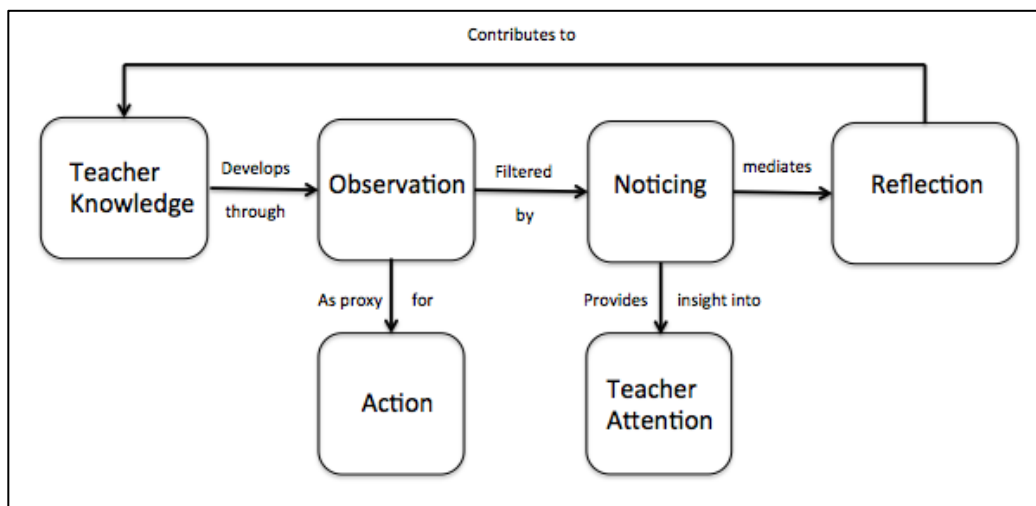 Contributes to
Teacher
Knowledge
Develops
through
Observation
Filtered
by
Noticing
mediates
Reflection
As proxy for
Provides insight into
Action
Teacher
Attention